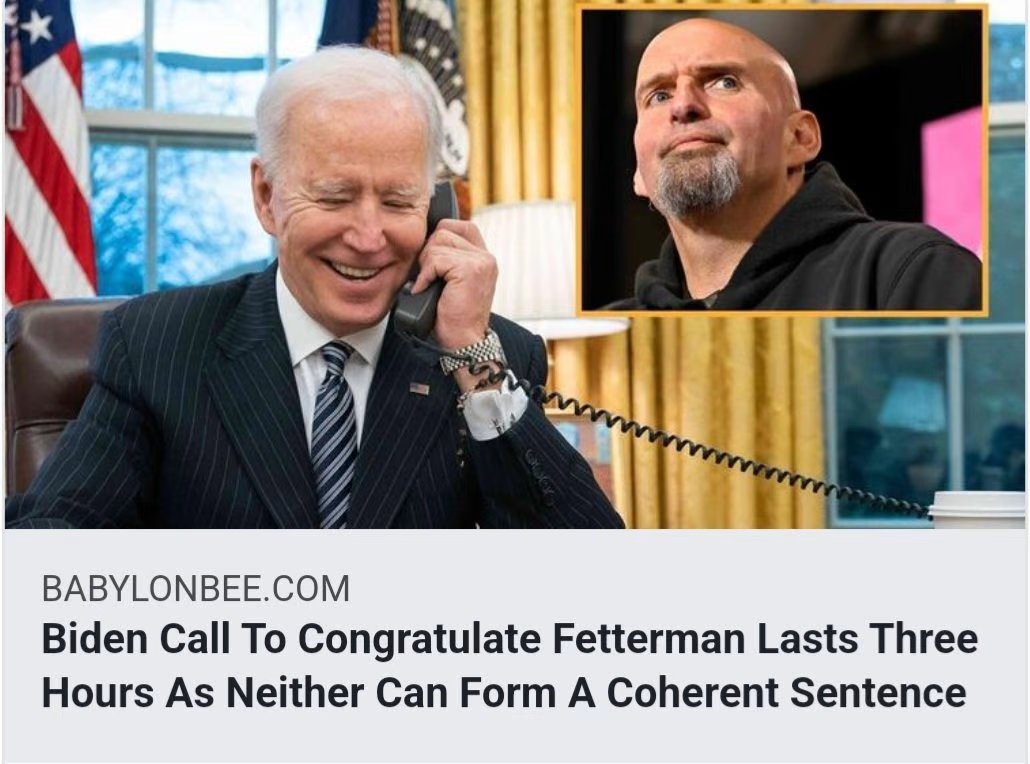 BABYLONBEE.COM
Biden Call To Congratulate Fetterman Lasts Three
Hours As Neither Can Form A Coherent Sentence